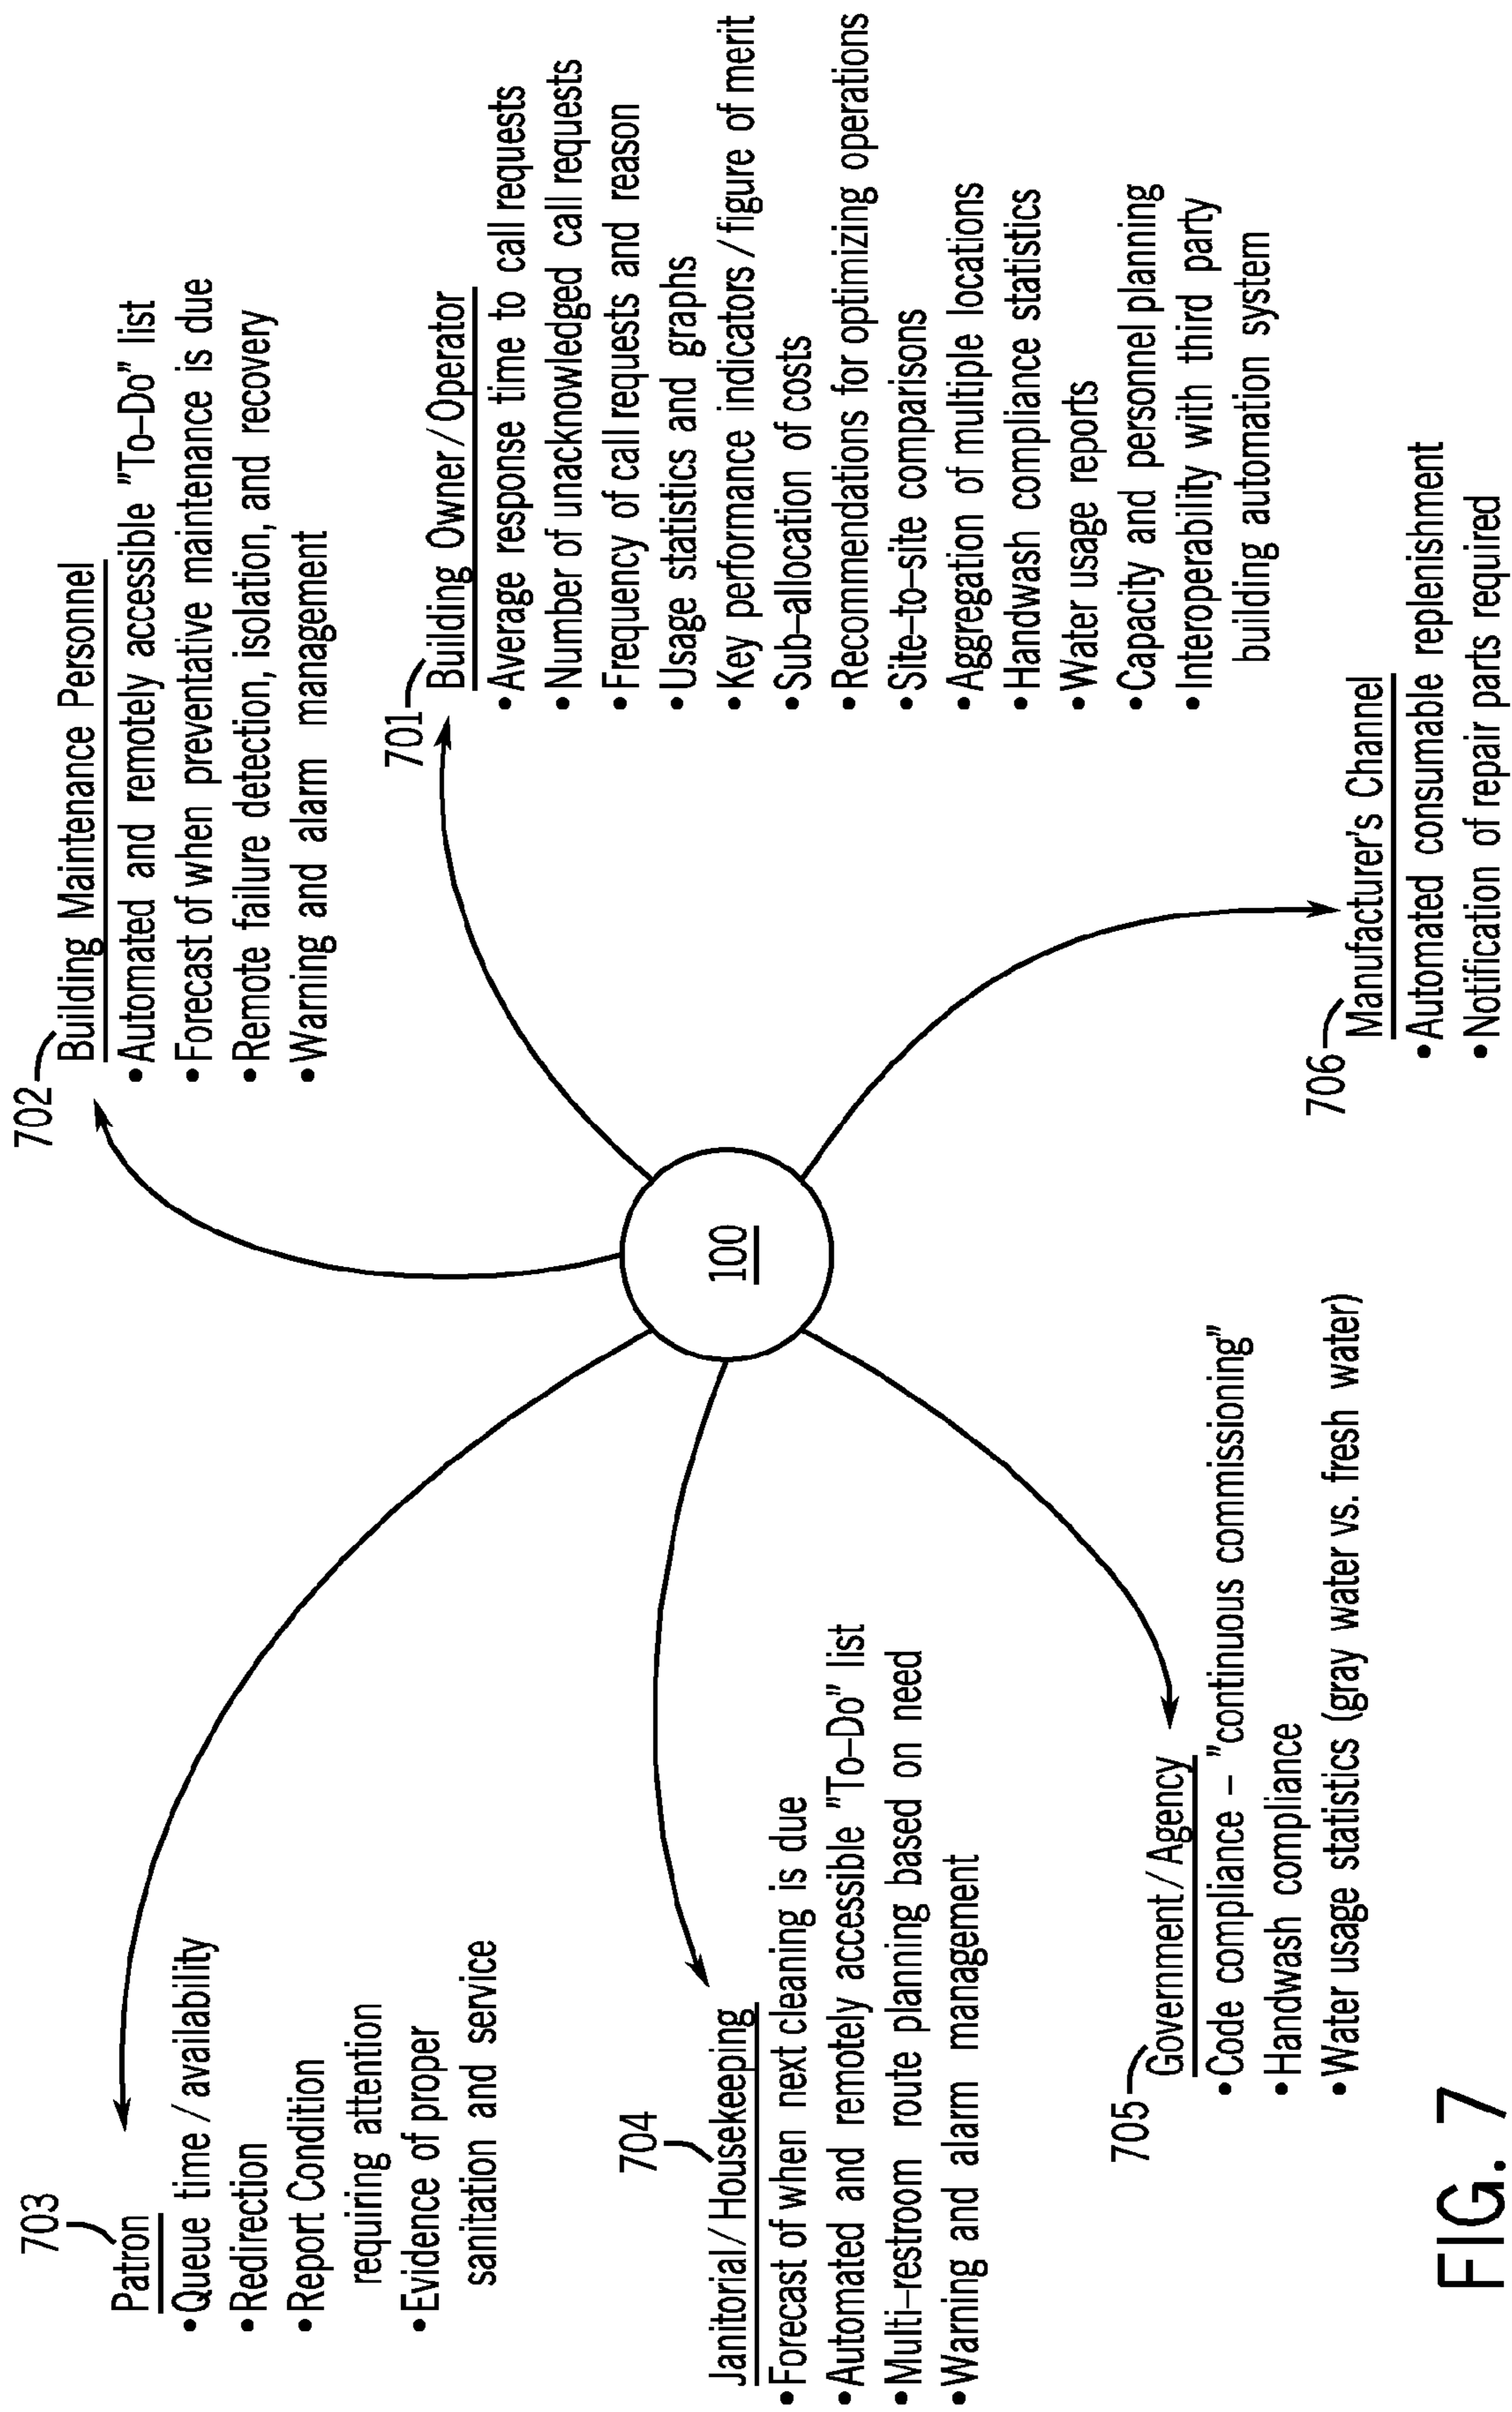 703
Patron
•Queue time / availability
•Redirection
•Report Condition
requiring attention
•Evidence of proper
sanitation and service
702
Building Maintenance Personnel
•Automated and remotely accessible "To–Do" list
•Forecast of when preventative maintenance is due
•Remote failure detection, isolation, and recovery
•Warning and alarm management
701
Building Owner / Operator
•Average response time to call requests
•Number of unacknowledged call requests
•Frequency of call requests and reason
•Usage statistics and graphs
•Key performance indicators / figure of merit
•Sub–allocation of costs
•Recommendations for optimizing operations
•Site–to–site comparisons
•Aggregation of multiple locations
•Handwash compliance statistics
•Water usage reports
•Capacity and personnel planning
•Interoperability with third party
building automation system
100
704
Janitorial / Housekeeping
•Forecast of when next cleaning is due
•Automated and remotely accessible "To–Do" list
•Multi–restroom route planning based on need
•Warning and alarm management
705
Government / Agency
•Code compliance – "continuous commissioning"
•Handwash compliance
•Water usage statistics (gray water vs. fresh water)
706
Manufacturer's Channel
•Automated consumable replenishment
•Notification of repair parts required
FIG. 7